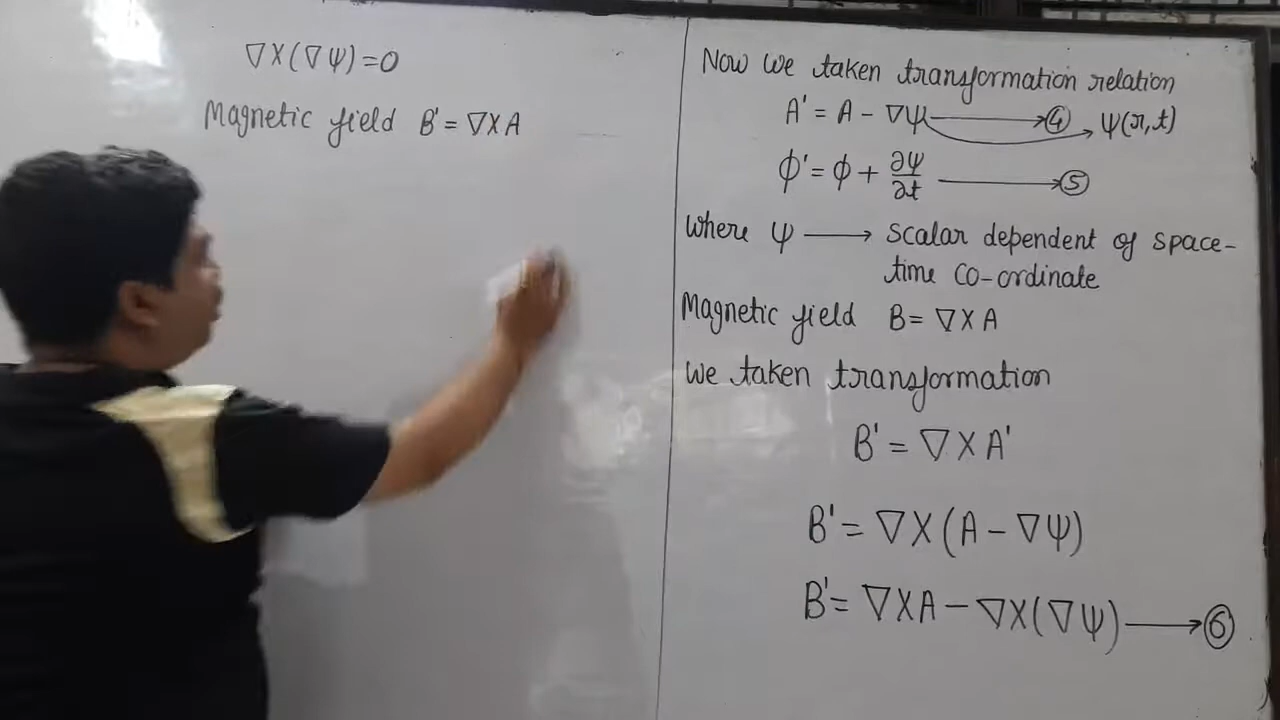 ∇X(∇ψ)=0
Magnetic field B' = ∇XA
Now we taken transformation relation
A' = A - ∇ψ ⟶ ④ ψ(r,t)
ϕ' = ϕ + ∂ψ/∂t ⟶ ⑤
where ψ ⟶ scalar dependent of space-
time co-ordinate
Magnetic field B = ∇XA
we taken transformation
B' = ∇XA'
B' = ∇X(A - ∇ψ)
B' = ∇XA - ∇X(∇ψ) ⟶ ⑥